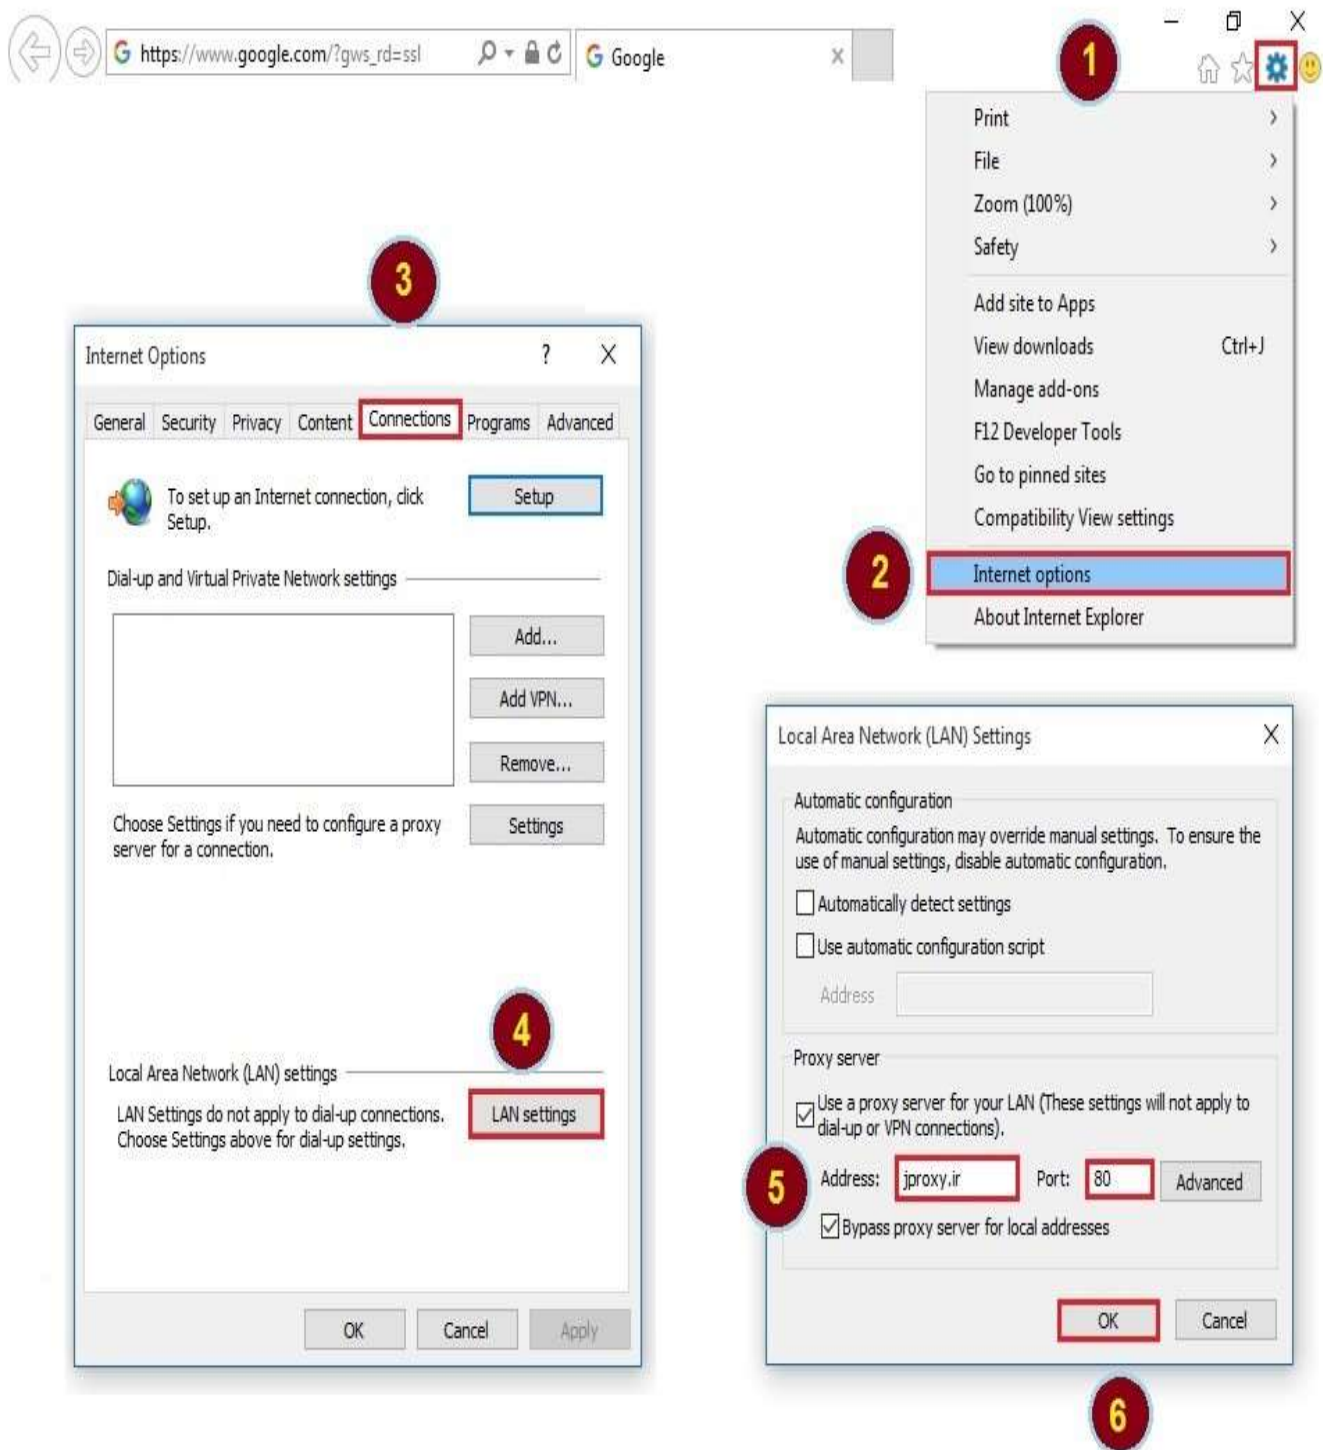 https://www.google.com/?gws_rd=ssl
Google
1
Print
File
Zoom (100%)
Safety
Add site to Apps
View downloads Ctrl+J
Manage add-ons
F12 Developer Tools
Go to pinned sites
Compatibility View settings
2
Internet options
About Internet Explorer
3
Internet Options ? X
General Security Privacy Content Connections Programs Advanced
To set up an Internet connection, click
Setup.
Setup
Dial-up and Virtual Private Network settings
Add...
Add VPN...
Remove...
Choose Settings if you need to configure a proxy
server for a connection.
Settings
4
Local Area Network (LAN) settings
LAN Settings do not apply to dial-up connections.
Choose Settings above for dial-up settings.
LAN settings
OK Cancel Apply
Local Area Network (LAN) Settings X
Automatic configuration
Automatic configuration may override manual settings. To ensure the
use of manual settings, disable automatic configuration.
Automatically detect settings
Use automatic configuration script
Address
Proxy server
Use a proxy server for your LAN (These settings will not apply to
dial-up or VPN connections).
5
Address: jproxy.ir Port: 80 Advanced
Bypass proxy server for local addresses
OK Cancel
6